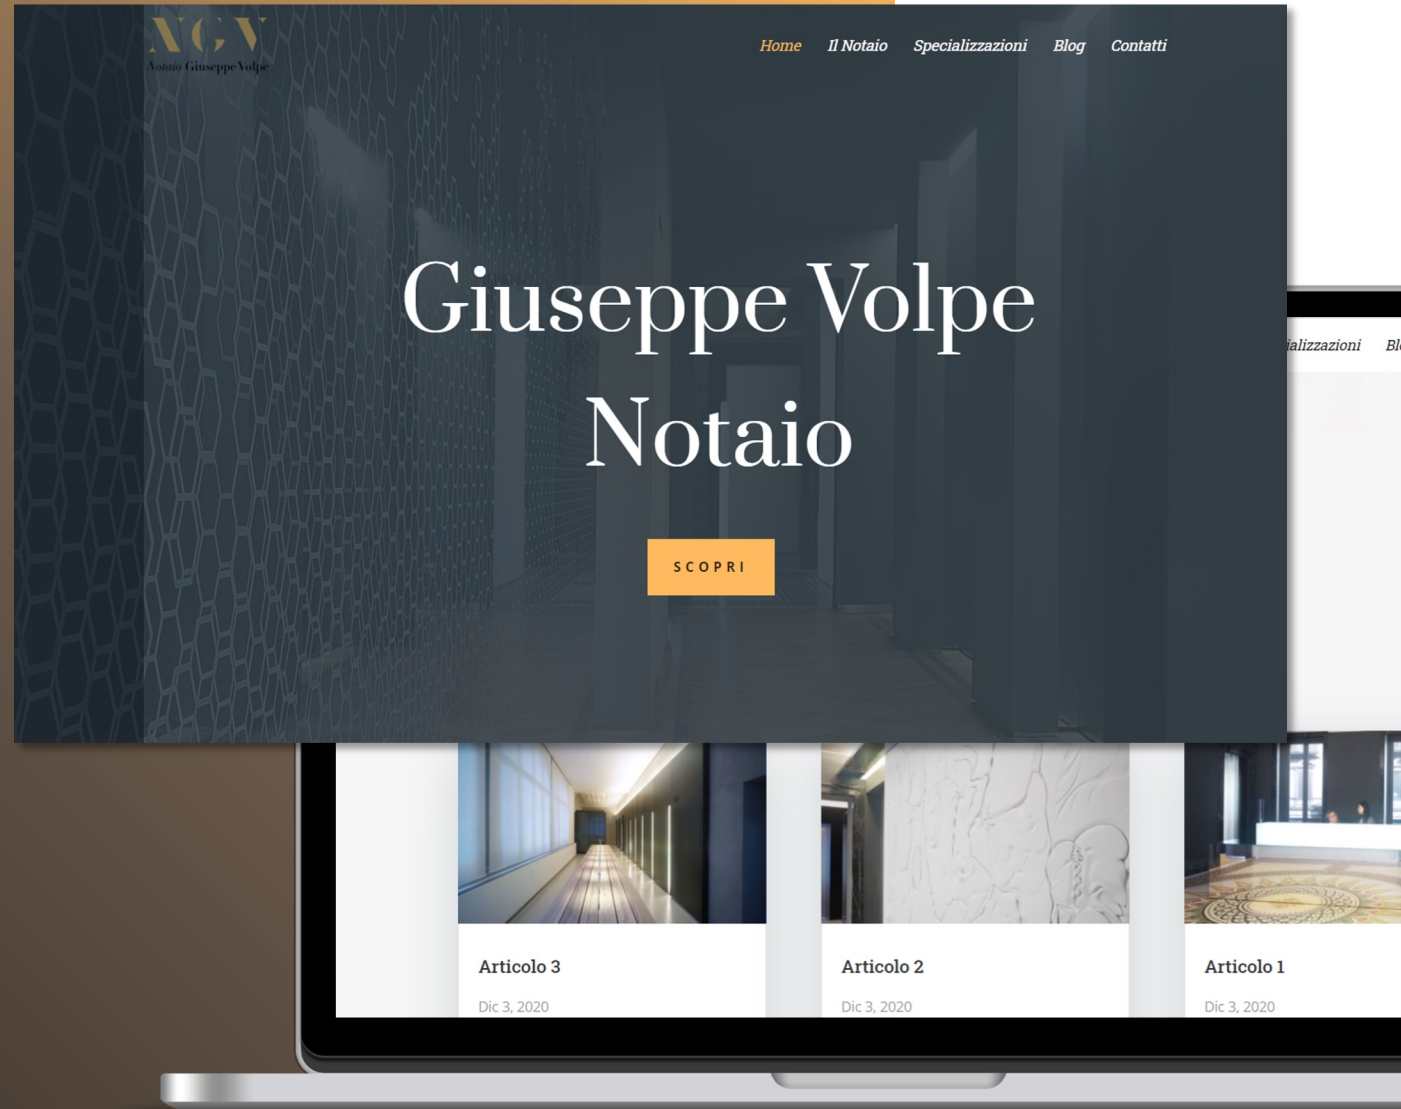 NGV
Notaio Giuseppe Volpe
Home Il Notaio Specializzazioni Blog Contatti
Giuseppe Volpe
Notaio
SCOPRI
ializzazioni
Articolo 3 Articolo 2 Articolo 1
Dic 3, 2020 Dic 3, 2020 Dic 3, 2020